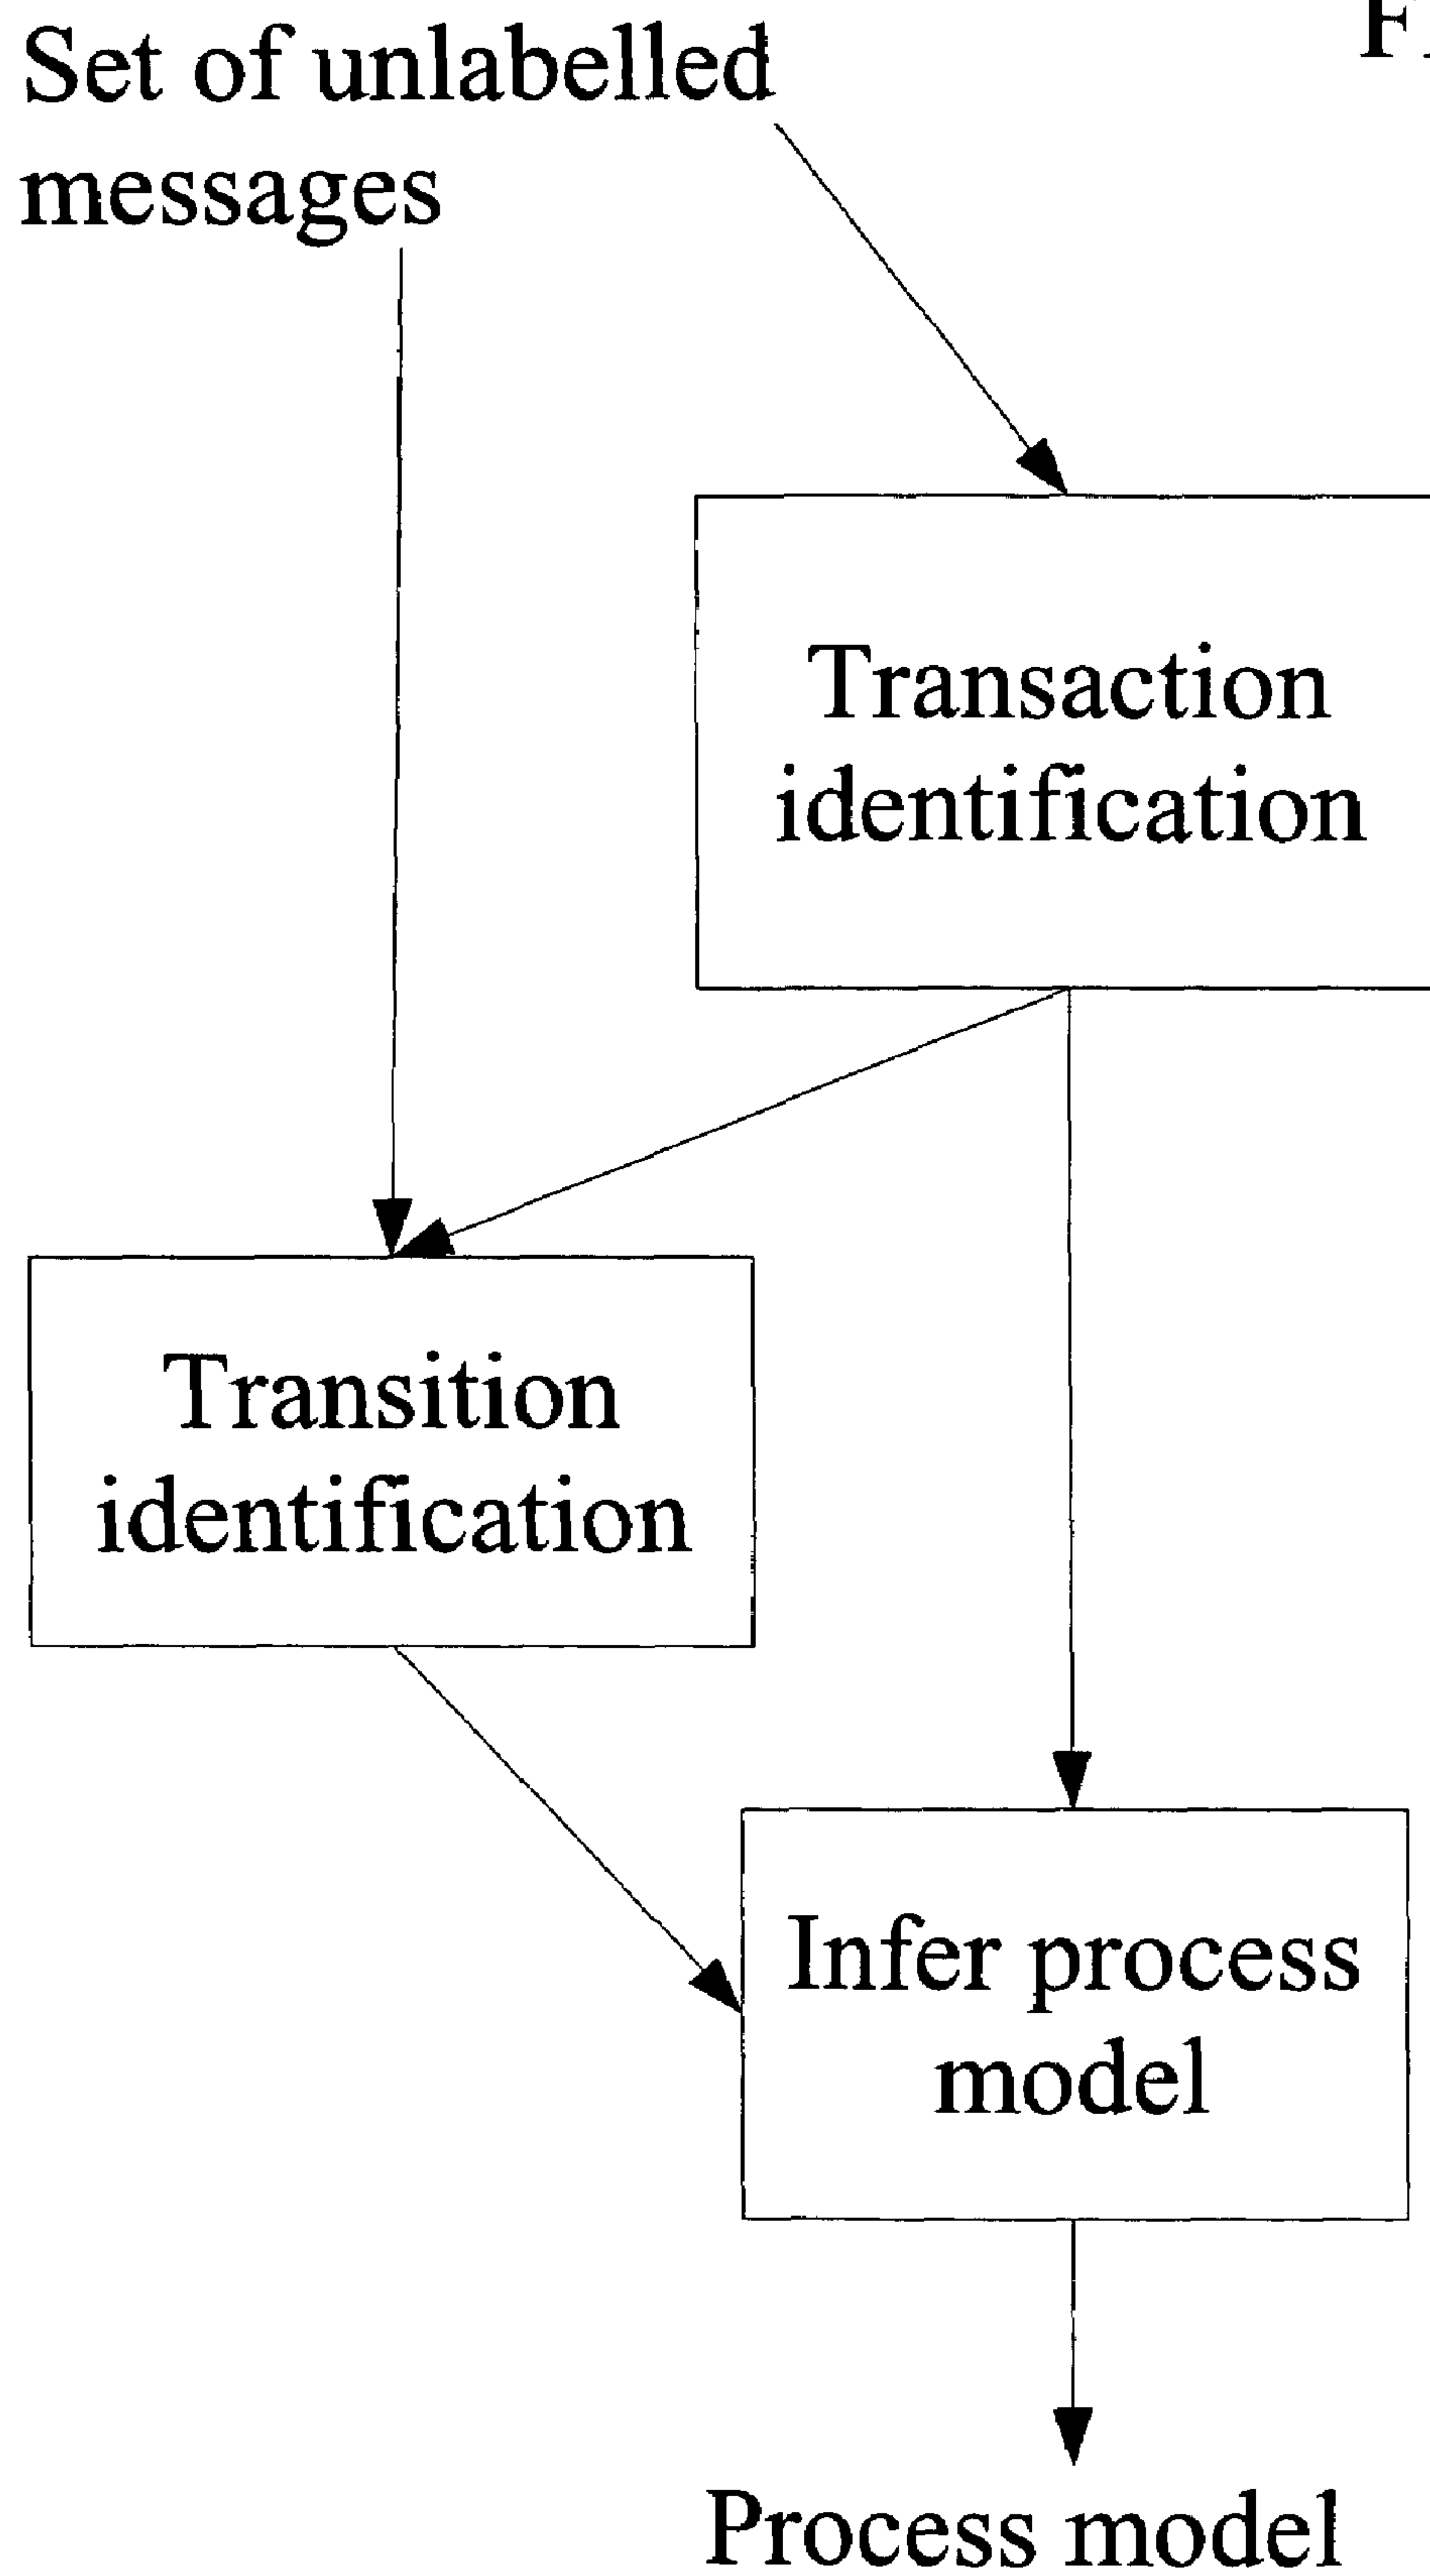 Set of unlabelled
messages
Transaction
identification
Transition
identification
Infer process
model
Process model